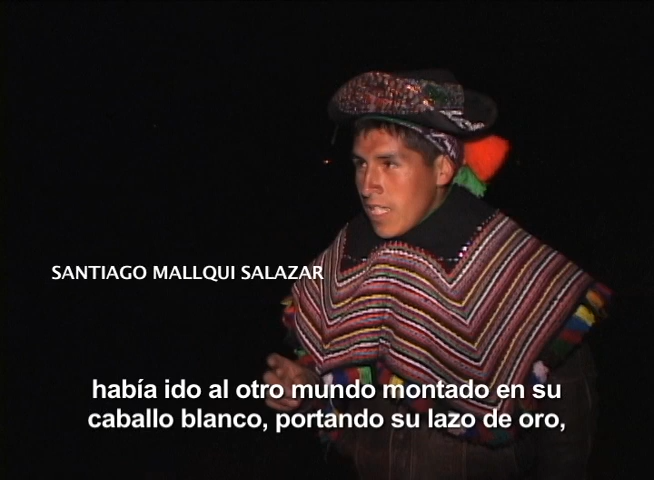 SANTIAGO MALLQUI SALAZAR
había ido al otro mundo montado en su
caballo blanco, portando su lazo de oro,